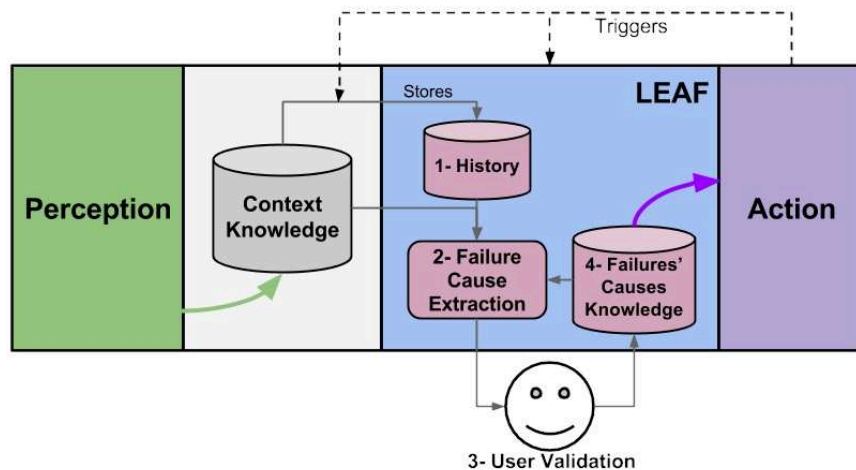 Triggers
Stores
LEAF
1- History
Perception
Context
Knowledge
2- Failure
Cause
Extraction
4- Failures'
Causes
Knowledge
Action
3- User Validation